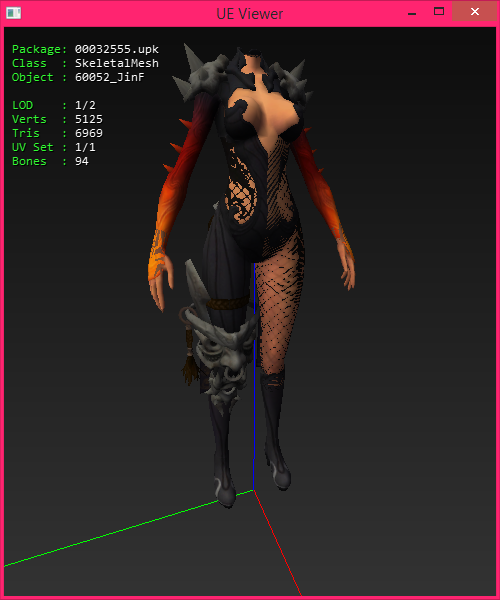 UE Viewer
Package: 00032555.upk
Class : SkeletalMesh
Object : 60052_JinF
LOD : 1/2
Verts : 5125
Tris : 6969
UV Set : 1/1
Bones : 94